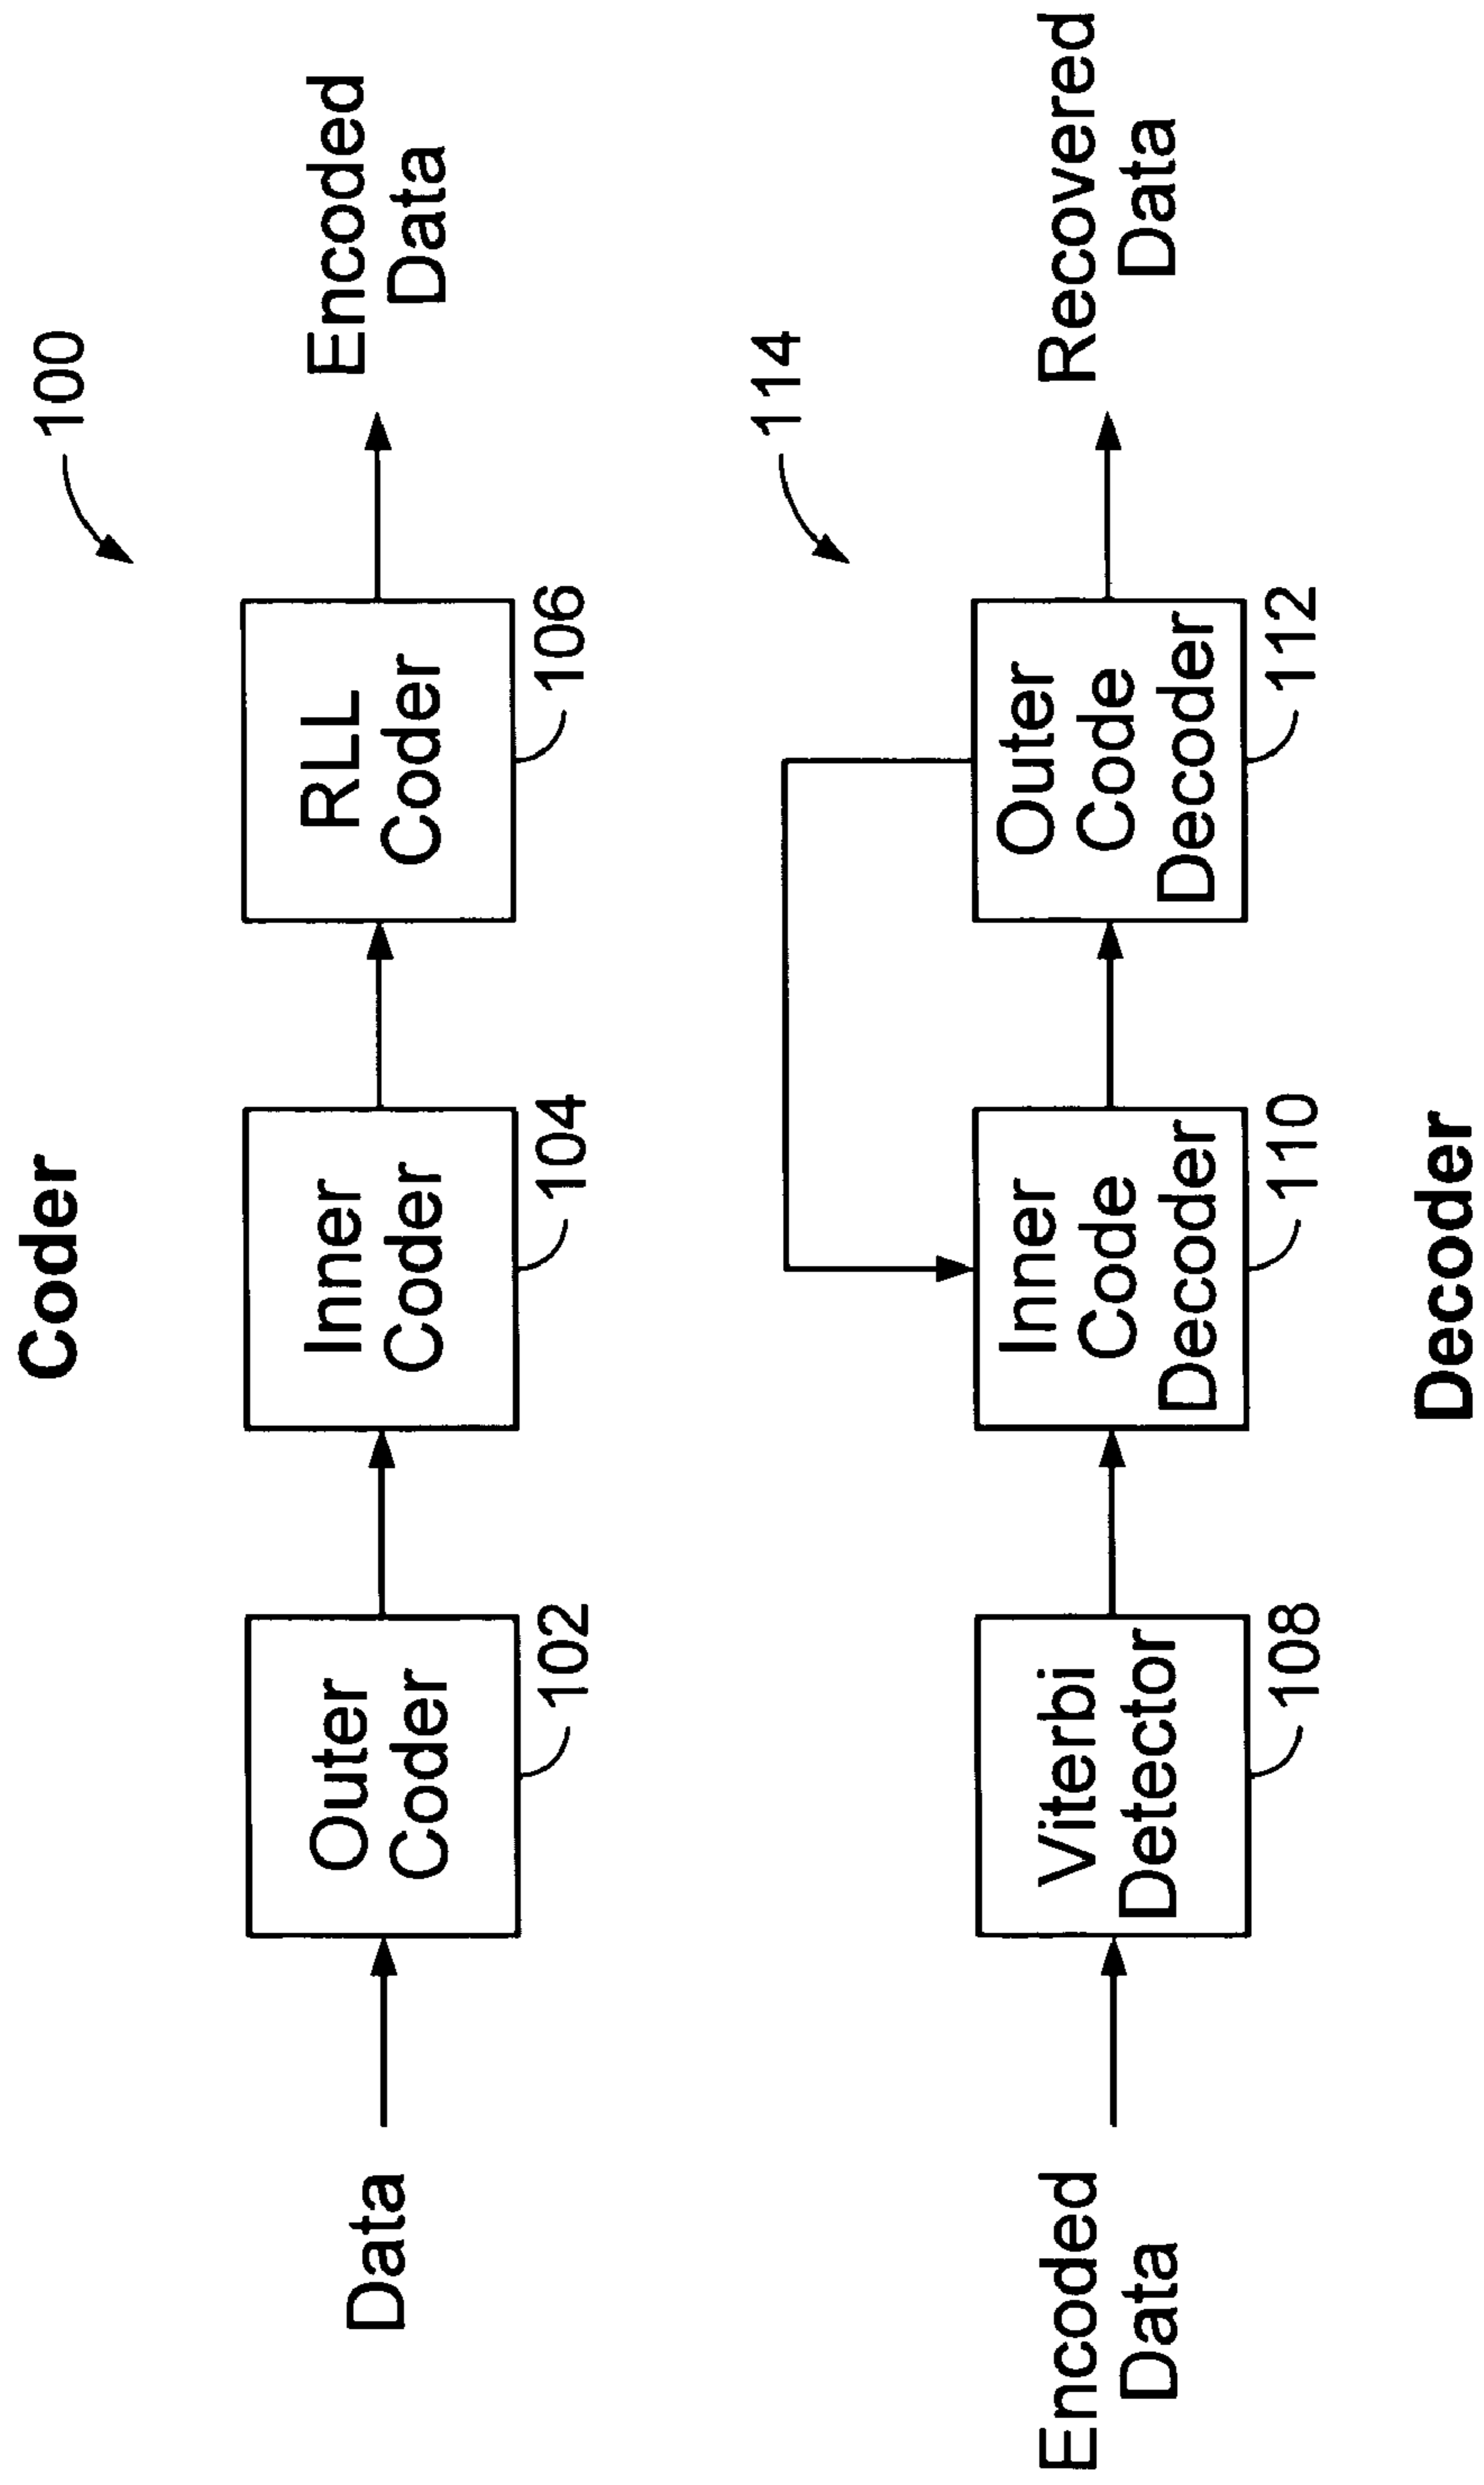 Coder
100
Data
Outer
Coder
102
Inner
Coder
104
RLL
Coder
106
Encoded
Data
114
Encoded
Data
Viterbi
Detector
108
Inner
Code
Decoder
110
Outer
Code
Decoder
112
Recovered
Data
Decoder